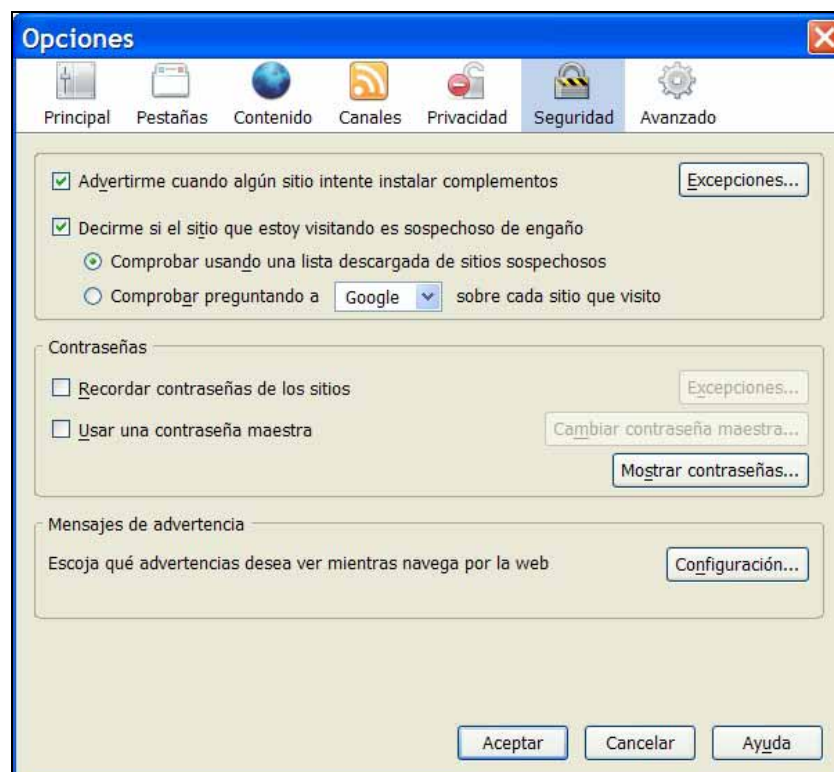 Opciones
Principal Pestañas Contenido Canales Privacidad Seguridad Avanzado
Advertirme cuando algún sitio intente instalar complementos Excepciones...
Decirme si el sitio que estoy visitando es sospechoso de engaño
Comprobar usando una lista descargada de sitios sospechosos
Comprobar preguntando a Google sobre cada sitio que visito
Contraseñas
Recordar contraseñas de los sitios Excepciones...
Usar una contraseña maestra Cambiar contraseña maestra...
Mostrar contraseñas...
Mensajes de advertencia
Escoja qué advertencias desea ver mientras navega por la web Configuración...
Aceptar Cancelar Ayuda